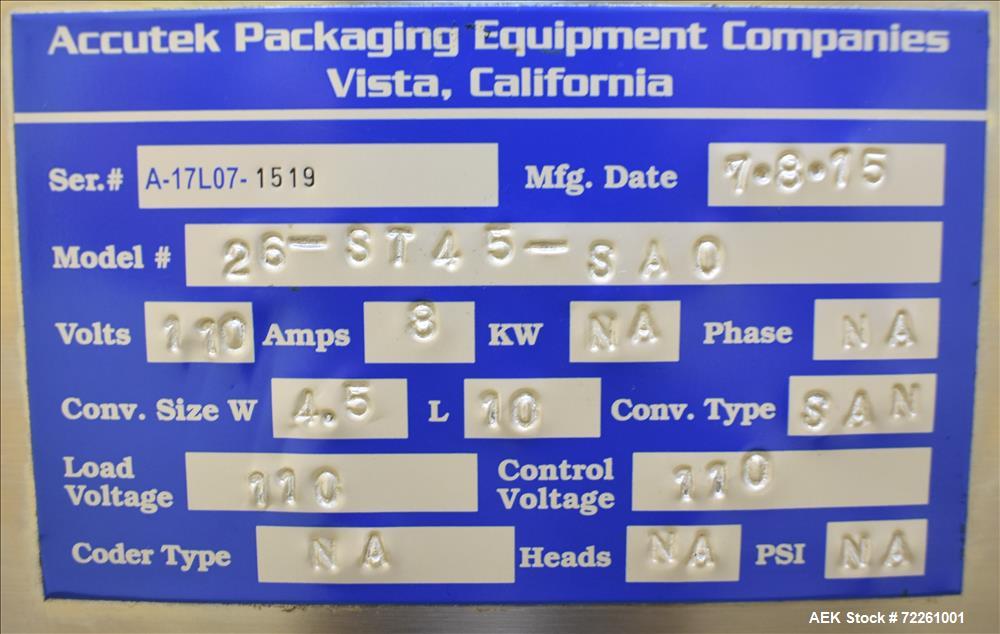 Accutek Packaging Equipment Companies
Vista, California
Ser.# A-17L07-1519 Mfg. Date 7.8.15
Model # 26-ST45-SAO
Volts 110 Amps 8 KW NA Phase NA
Conv. Size W 4.5 L 10 Conv. Type SAN
Load Voltage 110 Control Voltage 110
Coder Type NA Heads NA PSI NA
AEK Stock # 72261001